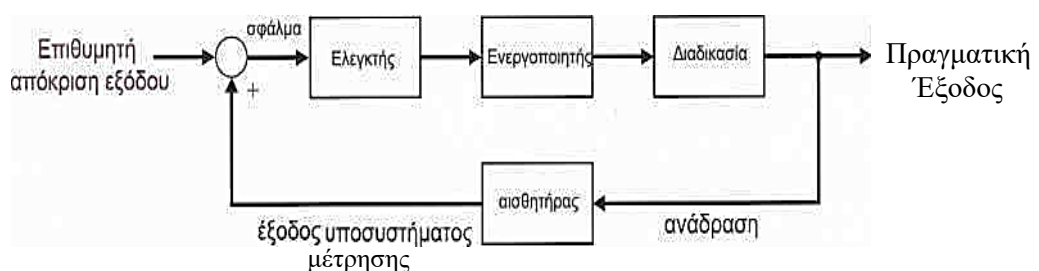 σφάλμα
Επιθυμητή
απόκριση εξόδου
+
Ελεγκτής
Ενεργοποιητής
Διαδικασία
Πραγματική
Έξοδος
αισθητήρας
ανάδραση
έξοδος υποσυστήματος
μέτρησης